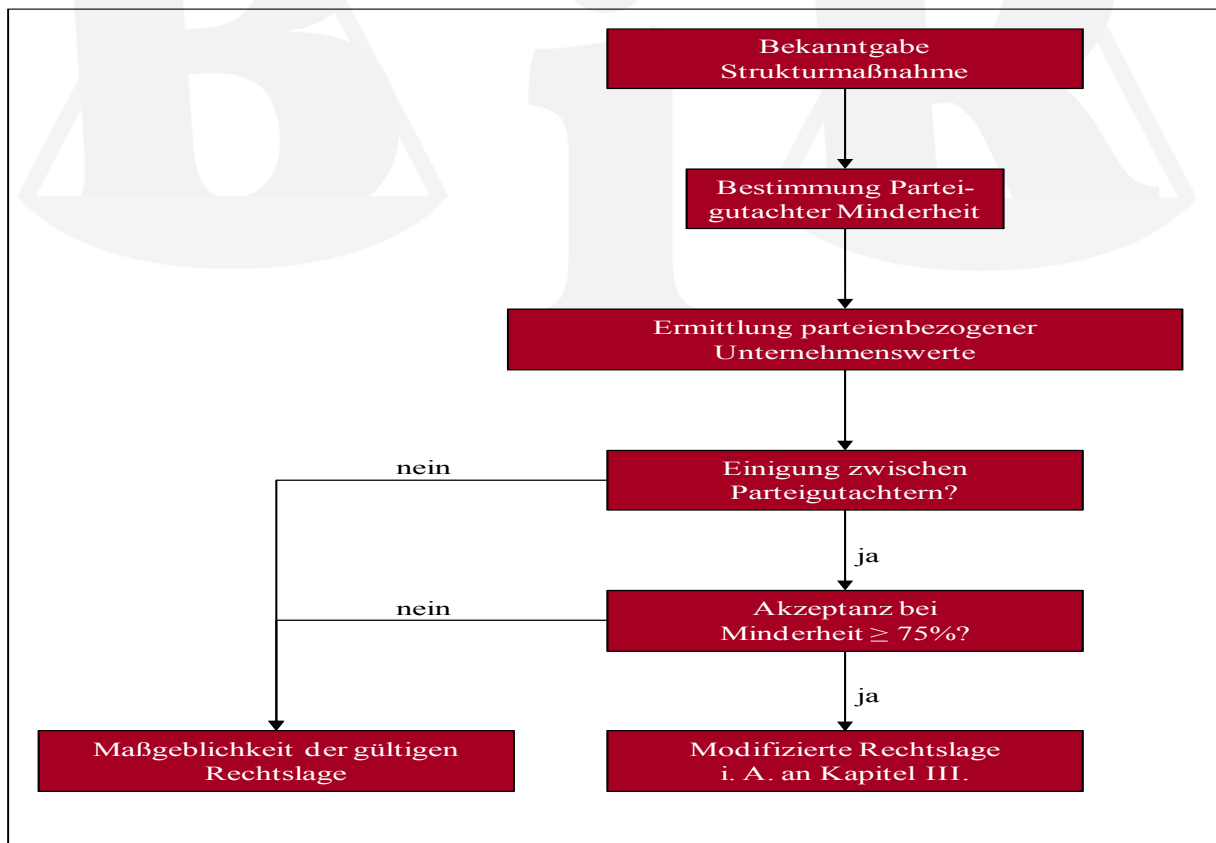 Bekanntgabe
Strukturmaßnahme
Bestimmung Partei-
gutachter Minderheit
Ermittlung parteienbezogener
Unternehmenswerte
nein
Einigung zwischen
Parteigutachtern?
ja
nein
Akzeptanz bei
Minderheit ≥ 75%?
ja
Maßgeblichkeit der gültigen
Rechtslage
Modifizierte Rechtslage
i. A. an Kapitel III.
B i R